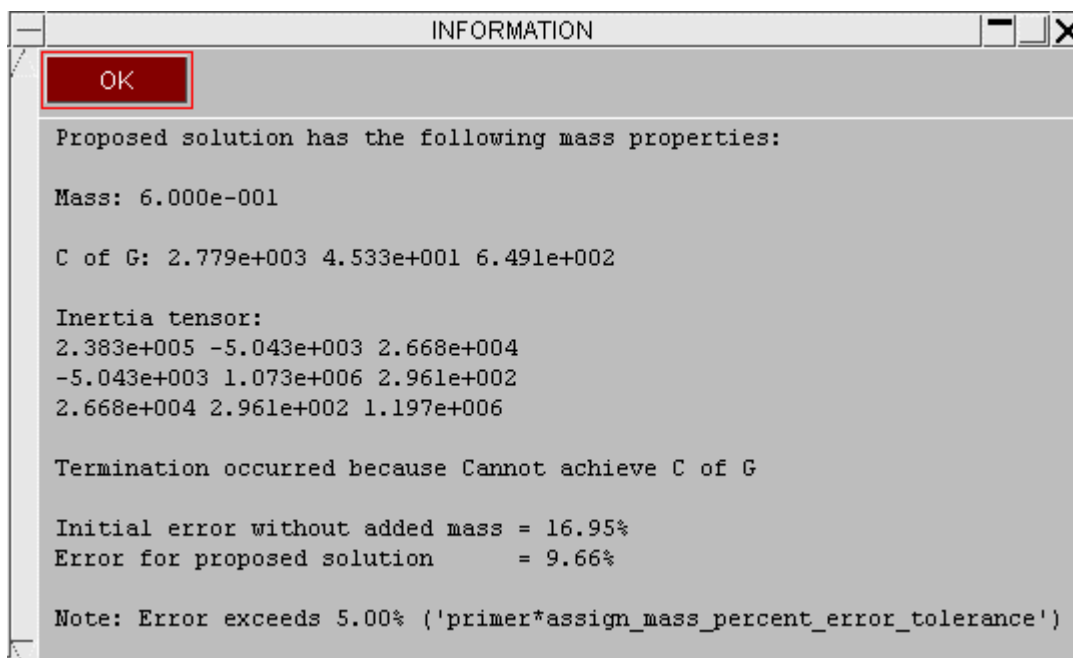 INFORMATION
OK
Proposed solution has the following mass properties:
Mass: 6.000e-001
C of G: 2.779e+003 4.533e+001 6.491e+002
Inertia tensor:
2.383e+005 -5.043e+003 2.668e+004
-5.043e+003 1.073e+006 2.961e+002
2.668e+004 2.961e+002 1.197e+006
Termination occurred because Cannot achieve C of G
Initial error without added mass = 16.95%
Error for proposed solution = 9.66%
Note: Error exceeds 5.00% ('primer*assign_mass_percent_error_tolerance')